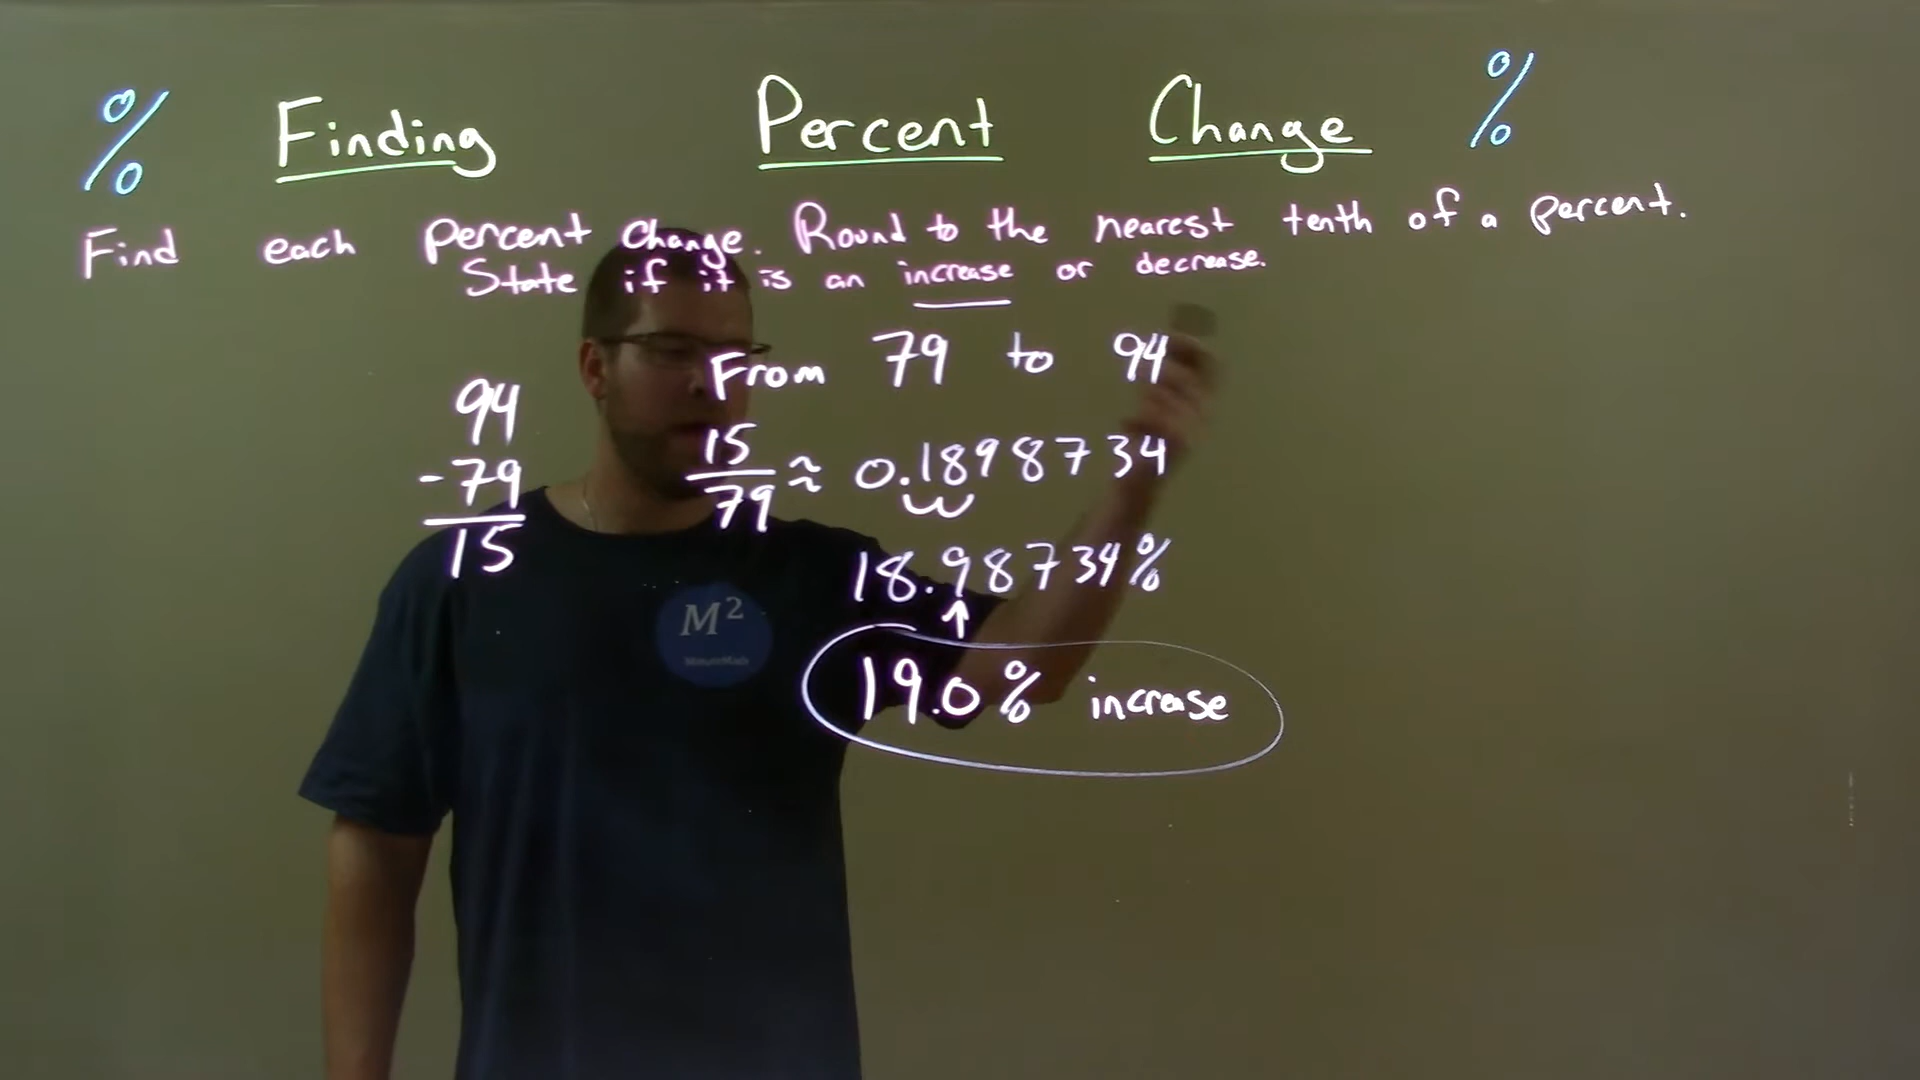 % Finding Percent Change %
Find each percent change. Round to the nearest tenth of a percent.
State if it is an increase or decrease.
From 79 to 94
94
-79
15
15/79 ≈ 0.1898734
18.98734%
19.0% increase
M²
MinuteMath